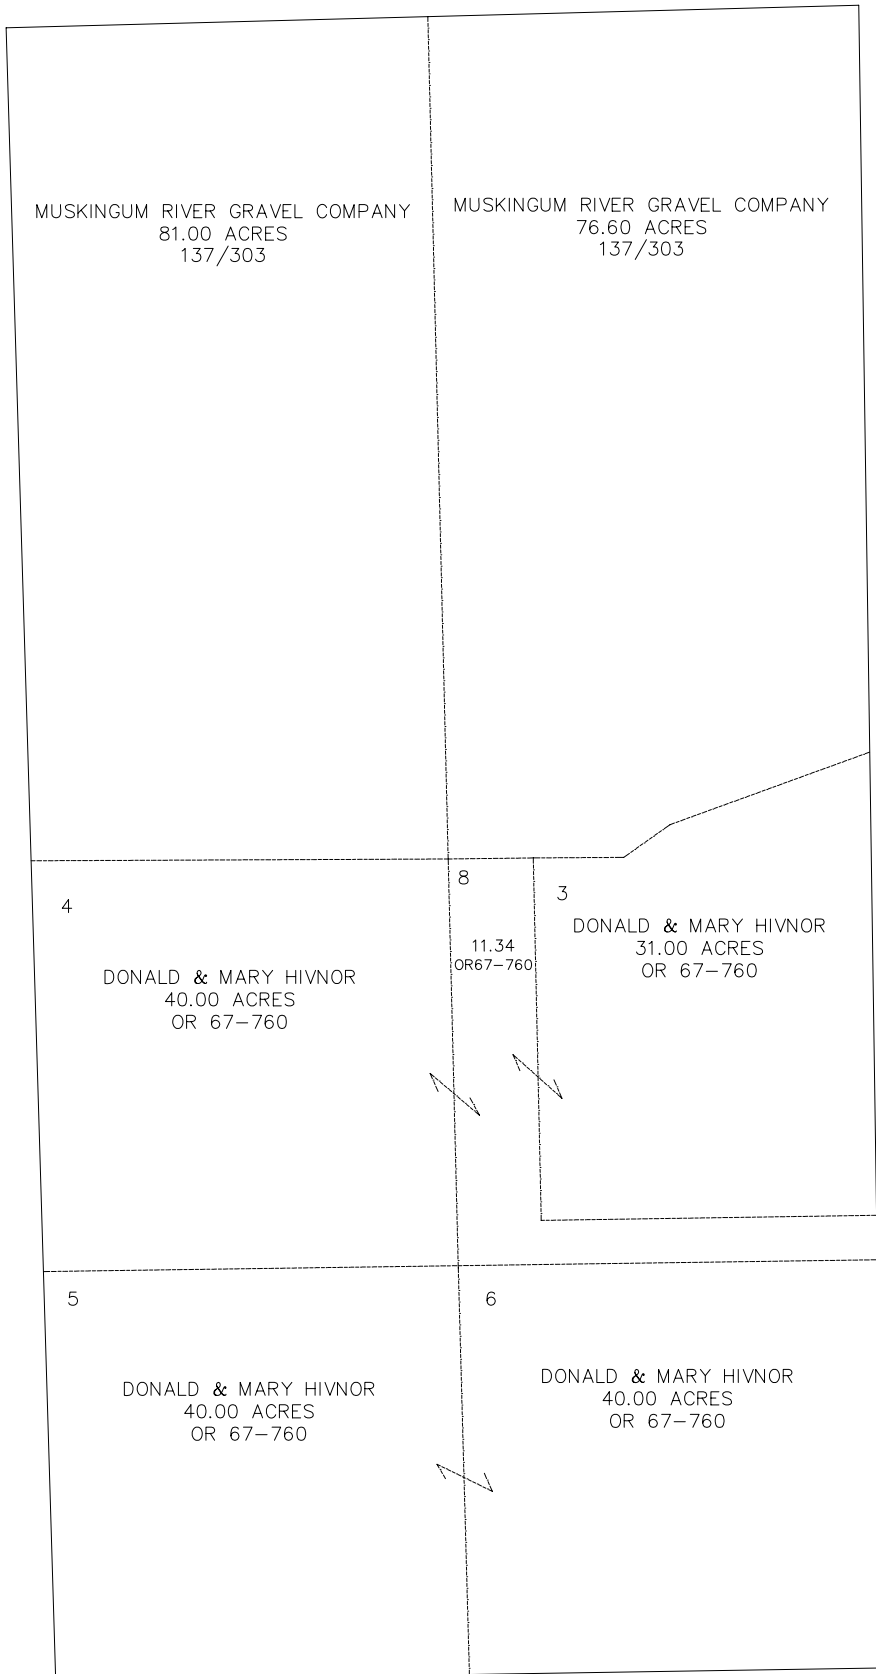 MUSKINGUM RIVER GRAVEL COMPANY
81.00 ACRES
137/303
MUSKINGUM RIVER GRAVEL COMPANY
76.60 ACRES
137/303
4
DONALD & MARY HIVNOR
40.00 ACRES
OR 67-760
8
11.34
OR67-760
3
DONALD & MARY HIVNOR
31.00 ACRES
OR 67-760
5
DONALD & MARY HIVNOR
40.00 ACRES
OR 67-760
6
DONALD & MARY HIVNOR
40.00 ACRES
OR 67-760